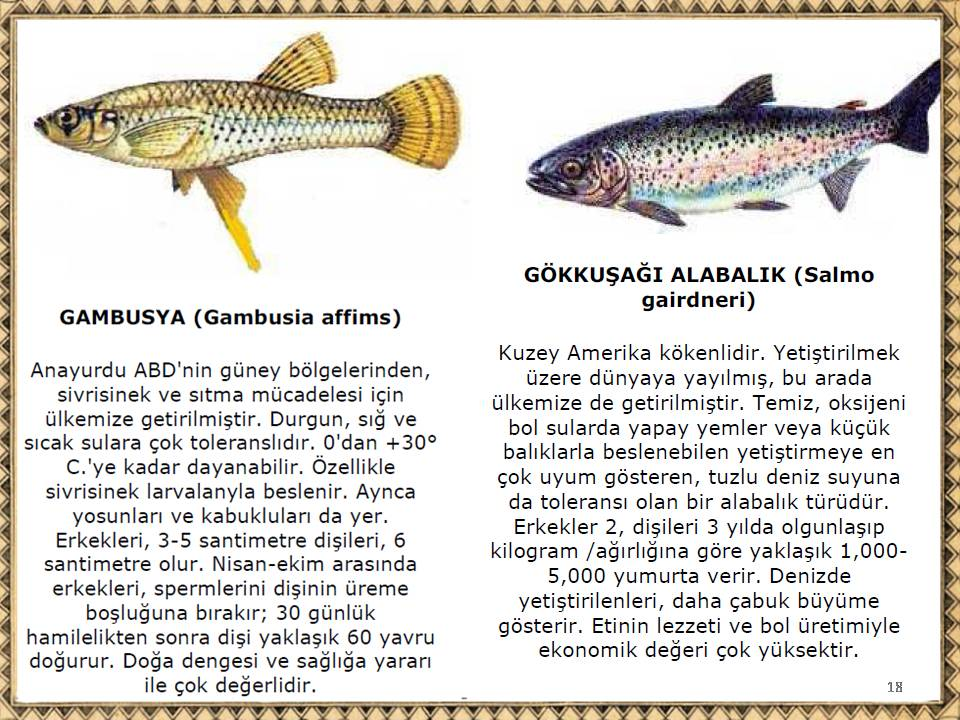 GAMBUSYA (Gambusia affims)
Anayurdu ABD'nin güney bölgelerinden,
sivrisinek ve sıtma mücadelesi için
ülkemize getirilmiştir. Durgun, sığ ve
sıcak sulara çok toleranslıdır. 0'dan +30°
C.'ye kadar dayanabilir. Özellikle
sivrisinek larvalanyla beslenir. Aynca
yosunları ve kabukluları da yer.
Erkekleri, 3-5 santimetre dişileri, 6
santimetre olur. Nisan-ekim arasında
erkekleri, spermlerini dişinin üreme
boşluğuna bırakır; 30 günlük
hamilelikten sonra dişi yaklaşık 60 yavru
doğurur. Doğa dengesi ve sağlığa yararı
ile çok değerlidir.
GÖKKUŞAĞI ALABALIK (Salmo
gairdneri)
Kuzey Amerika kökenlidir. Yetiştirilmek
üzere dünyaya yayılmış, bu arada
ülkemize de getirilmiştir. Temiz, oksijeni
bol sularda yapay yemler veya küçük
balıklarla beslenebilen yetiştirmeye en
çok uyum gösteren, tuzlu deniz suyuna
da toleransı olan bir alabalık türüdür.
Erkekler 2, dişileri 3 yılda olgunlaşıp
kilogram /ağırlığına göre yaklaşık 1,000-
5,000 yumurta verir. Denizde
yetiştirilenleri, daha çabuk büyüme
gösterir. Etinin lezzeti ve bol üretimiyle
ekonomik değeri çok yüksektir.